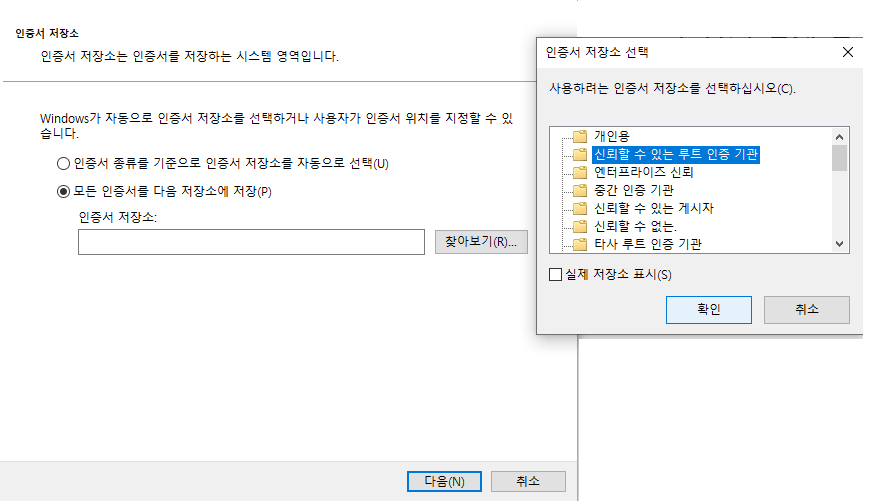 인증서 저장소
인증서 저장소는 인증서를 저장하는 시스템 영역입니다.
Windows가 자동으로 인증서 저장소를 선택하거나 사용자가 인증서 위치를 지정할 수 있
습니다.
인증서 종류를 기준으로 인증서 저장소를 자동으로 선택(U)
모든 인증서를 다음 저장소에 저장(P)
인증서 저장소:
찾아보기(R)...
다음(N)
취소
인증서 저장소 선택
사용하려는 인증서 저장소를 선택하십시오(C).
개인용
신뢰할 수 있는 루트 인증 기관
엔터프라이즈 신뢰
중간 인증 기관
신뢰할 수 있는 게시자
신뢰할 수 없는.
타사 루트 인증 기관
실제 저장소 표시(S)
확인
취소